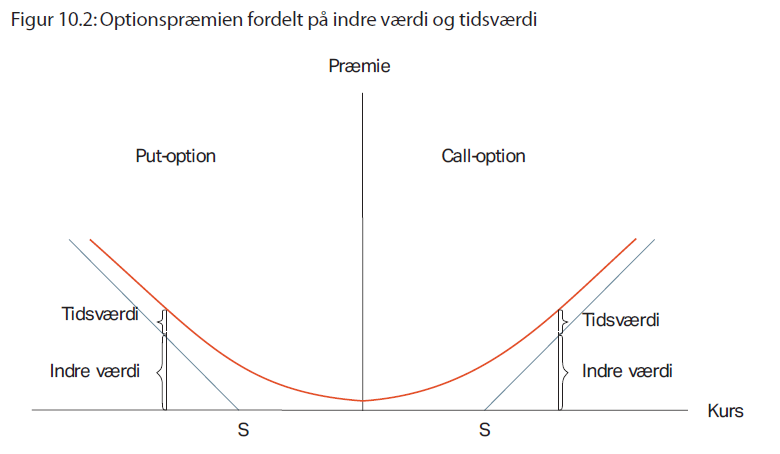 Figur 10.2: Optionspræmien fordelt på indre værdi og tidsværdi
Præmie
Put-option
Call-option
Tidsværdi
Tidsværdi
Indre værdi
Indre værdi
Kurs
S
S